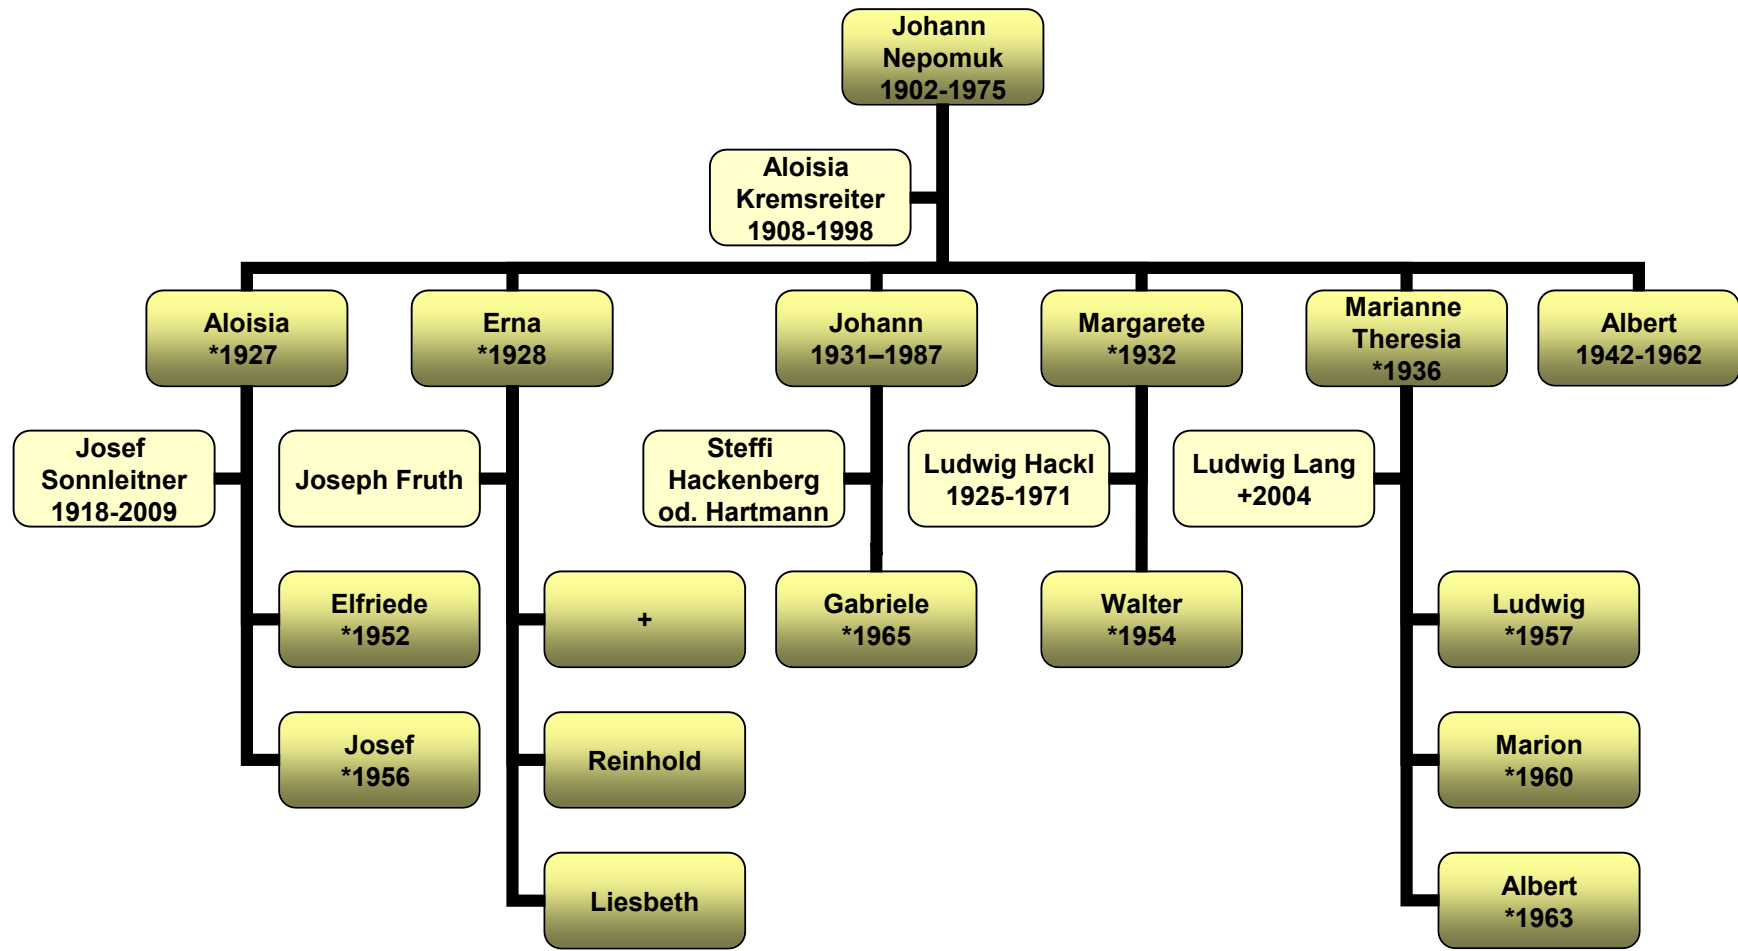 Johann
Nepomuk
1902-1975
Aloisia
Kremsreiter
1908-1998
Aloisia
*1927
Erna
*1928
Johann
1931–1987
Margarete
*1932
Marianne
Theresia
*1936
Albert
1942-1962
Josef
Sonnleitner
1918-2009
Joseph Fruth
Steffi
Hackenberg
od. Hartmann
Ludwig Hackl
1925-1971
Ludwig Lang
+2004
Elfriede
*1952
+
Gabriele
*1965
Walter
*1954
Ludwig
*1957
Josef
*1956
Reinhold
Marion
*1960
Liesbeth
Albert
*1963